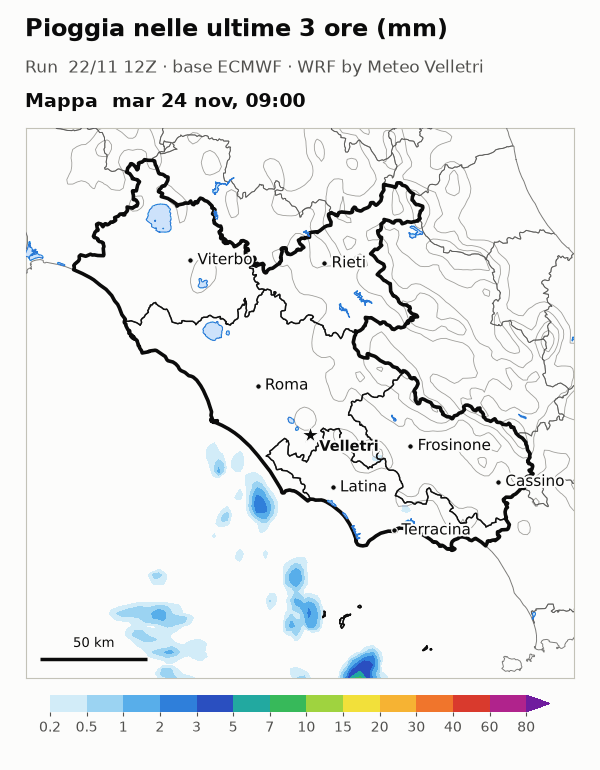 Pioggia nelle ultime 3 ore (mm)
Run  22/11 12Z · base ECMWF · WRF by Meteo Velletri
Mappa  mar 24 nov, 09:00
Viterbo
Rieti
Roma
Velletri
Frosinone
Latina
Cassino
Terracina
50 km
0.2 0.5 1 2 3 5 7 10 15 20 30 40 60 80